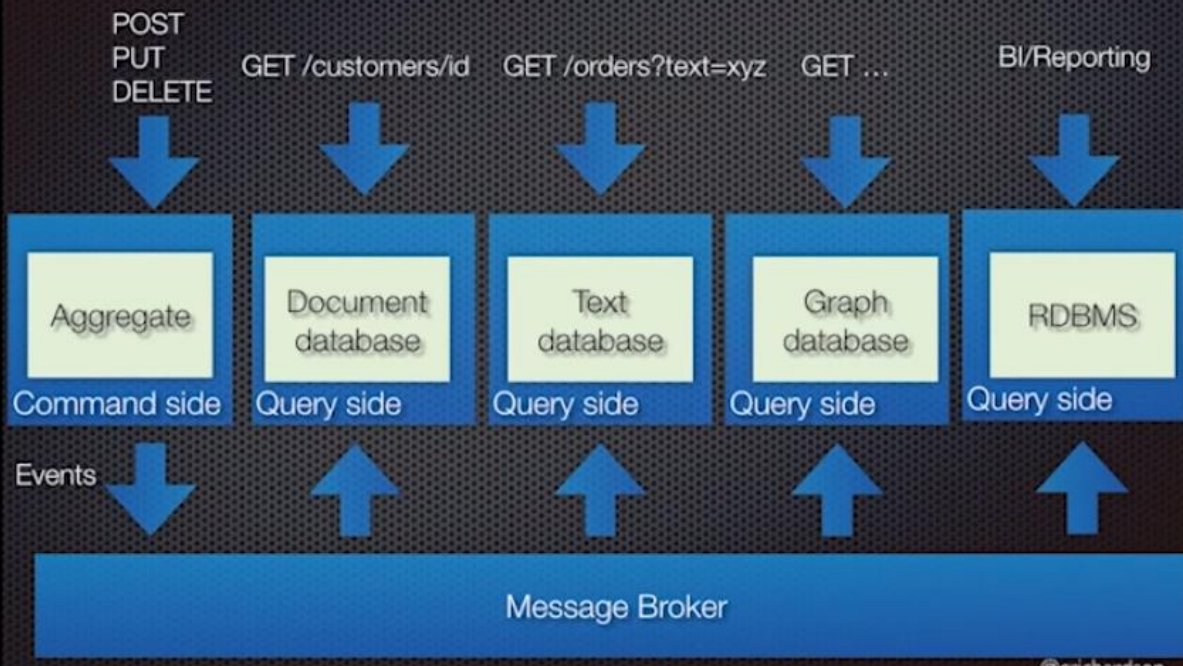 POST
PUT
DELETE
GET /customers/id
GET /orders?text=xyz
GET ...
BI/Reporting
Aggregate
Command side
Document
database
Query side
Text
database
Query side
Graph
database
Query side
RDBMS
Query side
Events
Message Broker